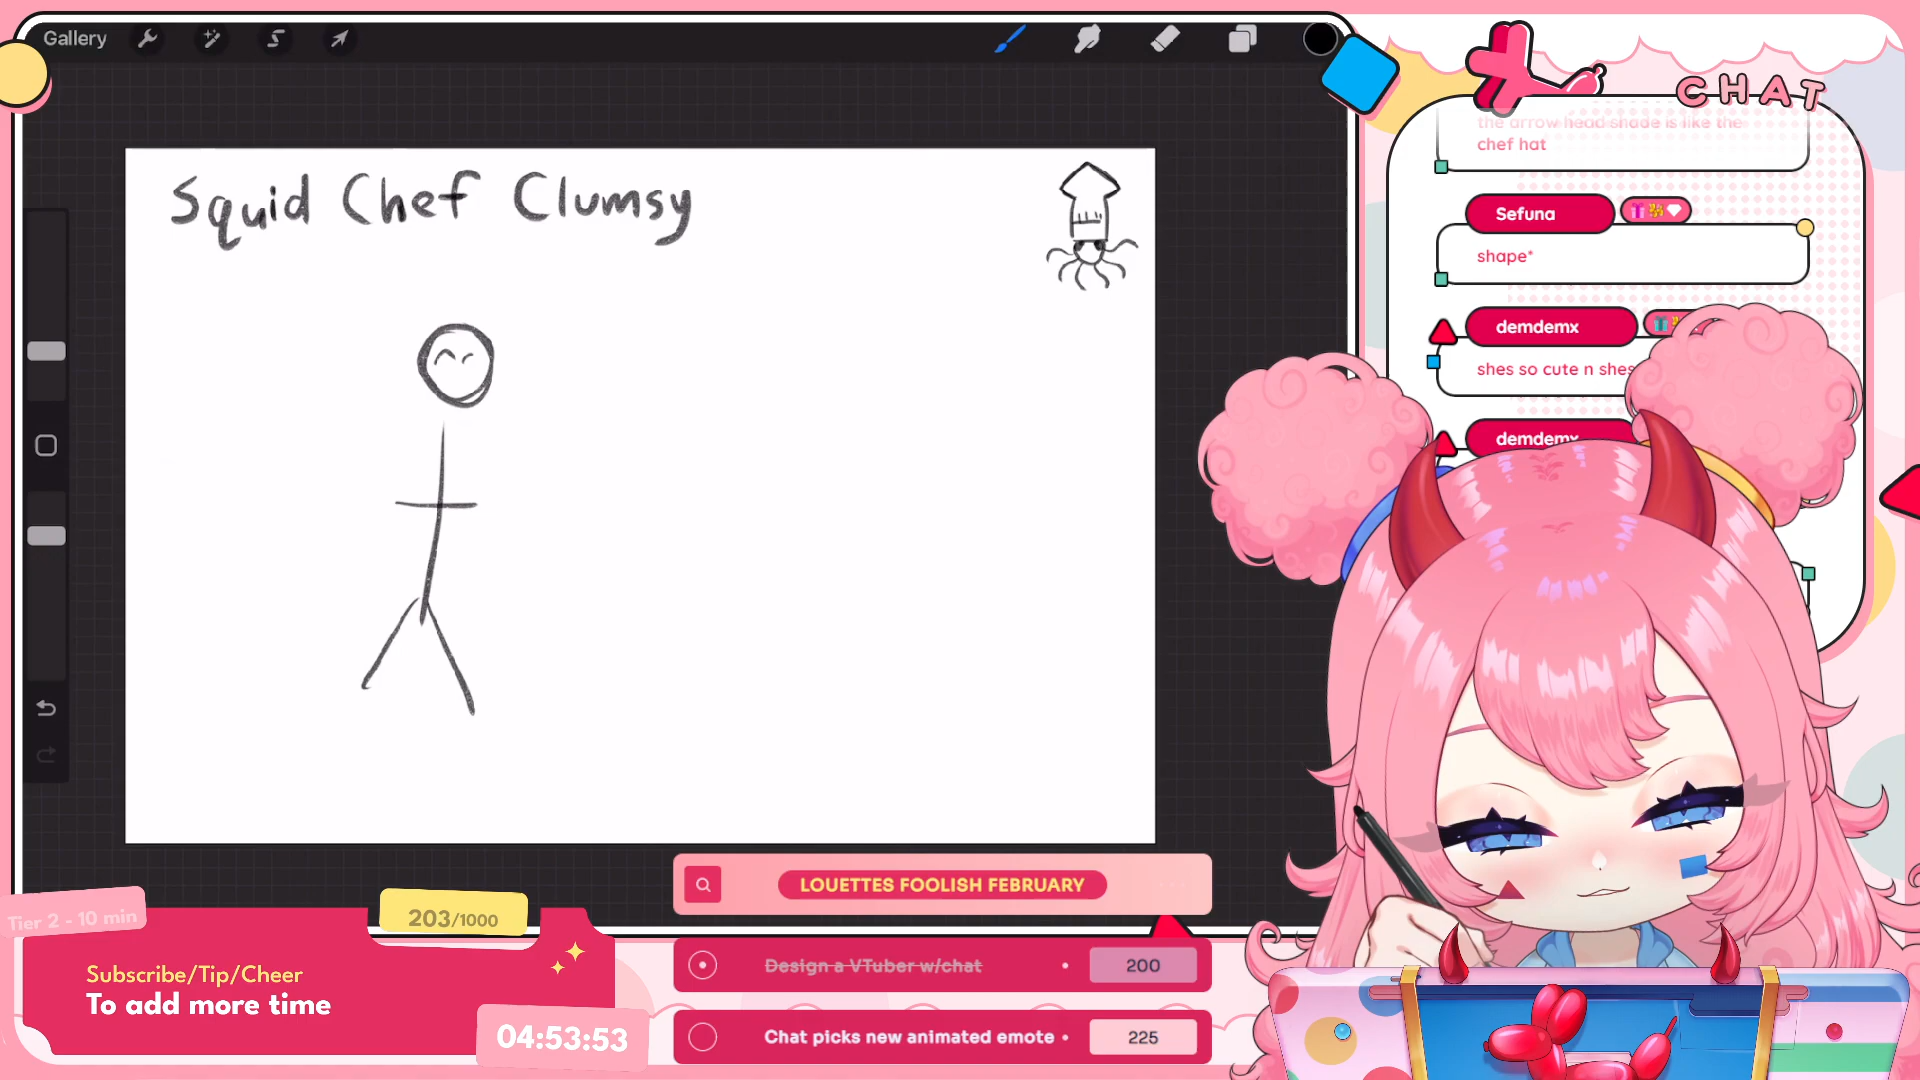 Gallery
Squid Chef Clumsy
CHAT
the arrow head shade is like the
chef hat
Sefuna
shape*
demdemx
shes so cute n shes
demdemx
LOUETTES FOOLISH FEBRUARY
Design a VTuber w/chat • 200
Chat picks new animated emote • 225
Tier 2 - 10 min
203/1000
Subscribe/Tip/Cheer
To add more time
04:53:53